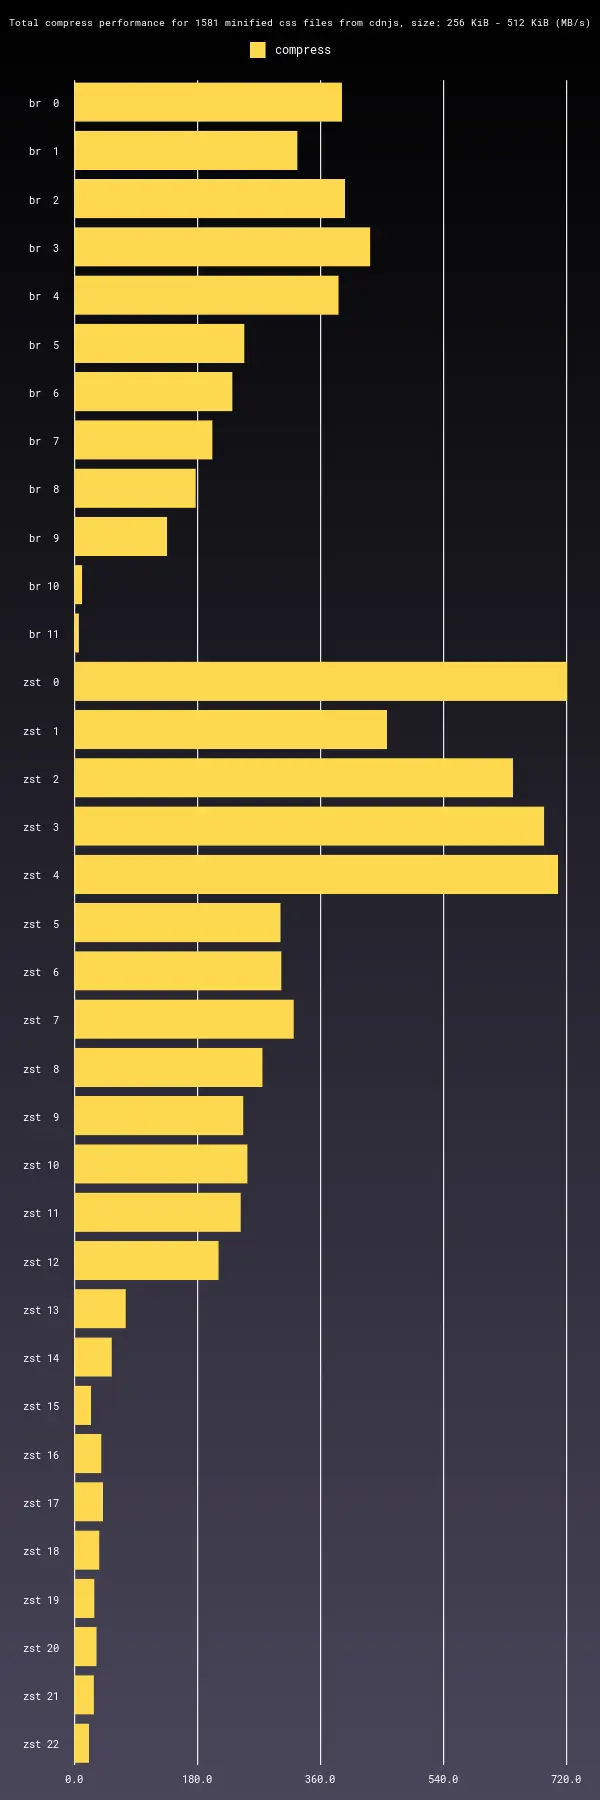 Total compress performance for 1581 minified css files from cdnjs, size: 256 KiB - 512 KiB (MB/s)
compress
br  0
br  1
br  2
br  3
br  4
br  5
br  6
br  7
br  8
br  9
br 10
br 11
zst  0
zst  1
zst  2
zst  3
zst  4
zst  5
zst  6
zst  7
zst  8
zst  9
zst 10
zst 11
zst 12
zst 13
zst 14
zst 15
zst 16
zst 17
zst 18
zst 19
zst 20
zst 21
zst 22
0.0 180.0 360.0 540.0 720.0